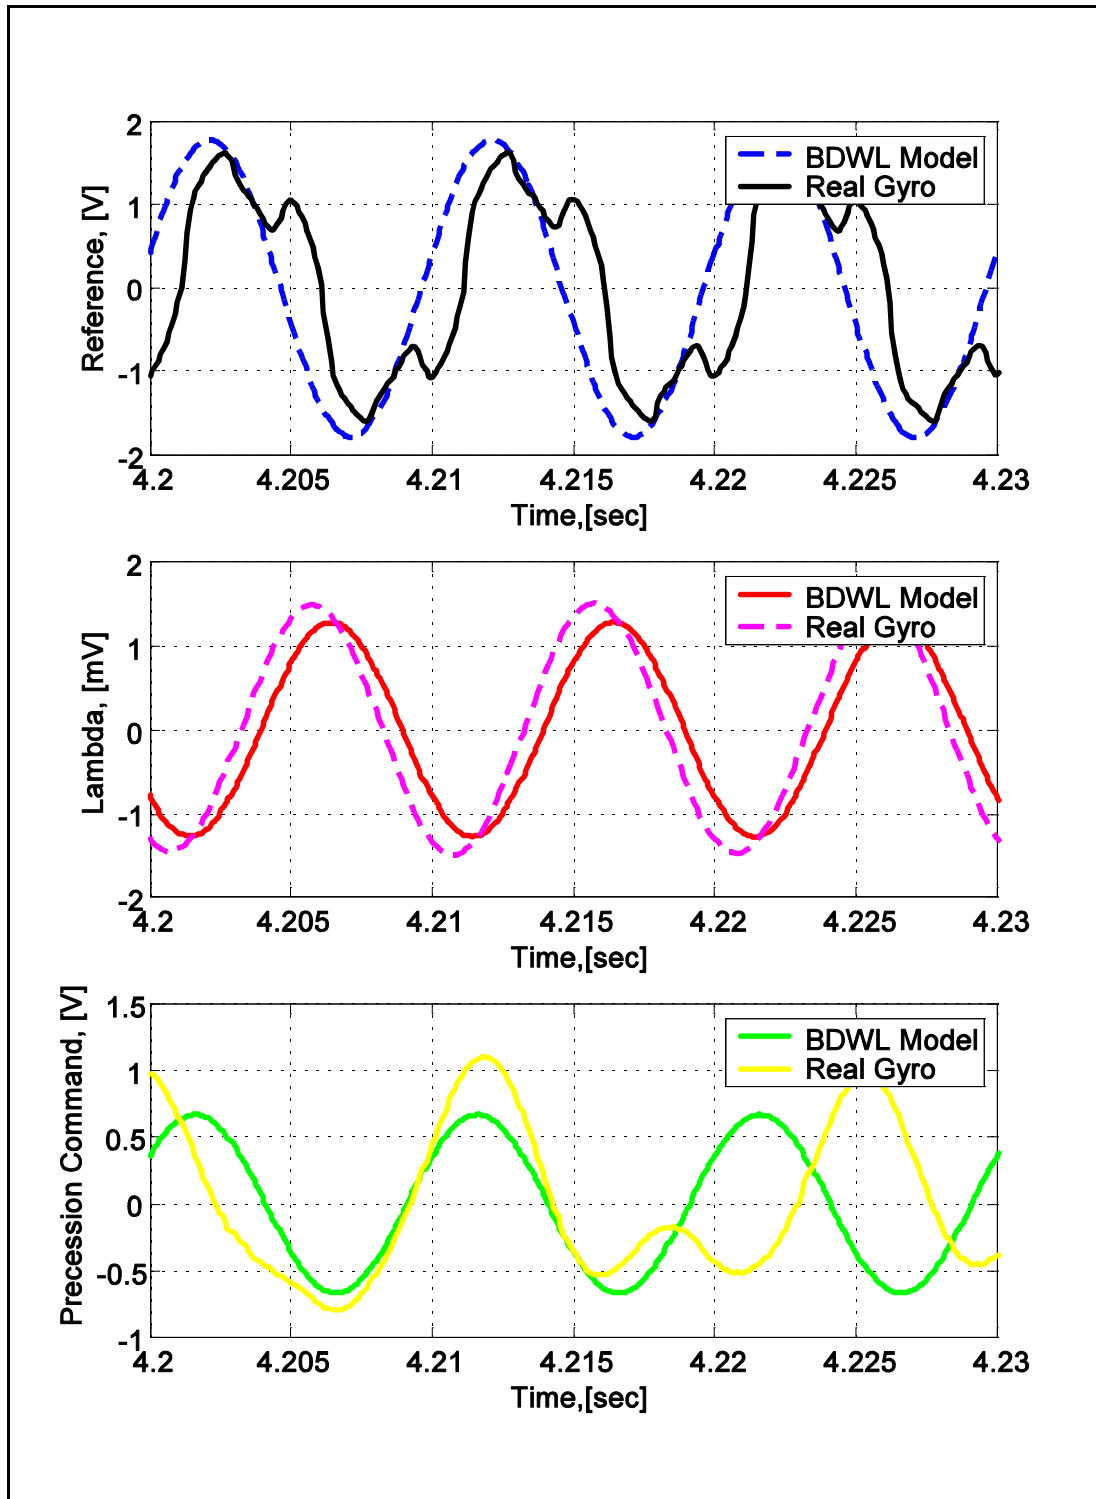 2
1
0
-1
-2
Reference, [V]
BDWL Model
Real Gyro
4.2 4.205 4.21 4.215 4.22 4.225 4.23
Time,[sec]
2
1
0
-1
-2
Lambda, [mV]
BDWL Model
Real Gyro
4.2 4.205 4.21 4.215 4.22 4.225 4.23
Time,[sec]
1.5
1
0.5
0
-0.5
-1
Precession Command, [V]
BDWL Model
Real Gyro
4.2 4.205 4.21 4.215 4.22 4.225 4.23
Time,[sec]